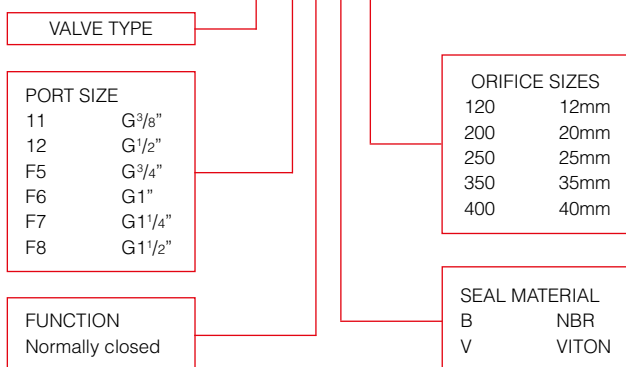 VALVE TYPE
PORT SIZE
11 G3/8”
12 G1/2”
F5 G3/4”
F6 G1”
F7 G11/4”
F8 G11/2”
FUNCTION
Normally closed
ORIFICE SIZES
120 12mm
200 20mm
250 25mm
350 35mm
400 40mm
SEAL MATERIAL
B NBR
V VITON